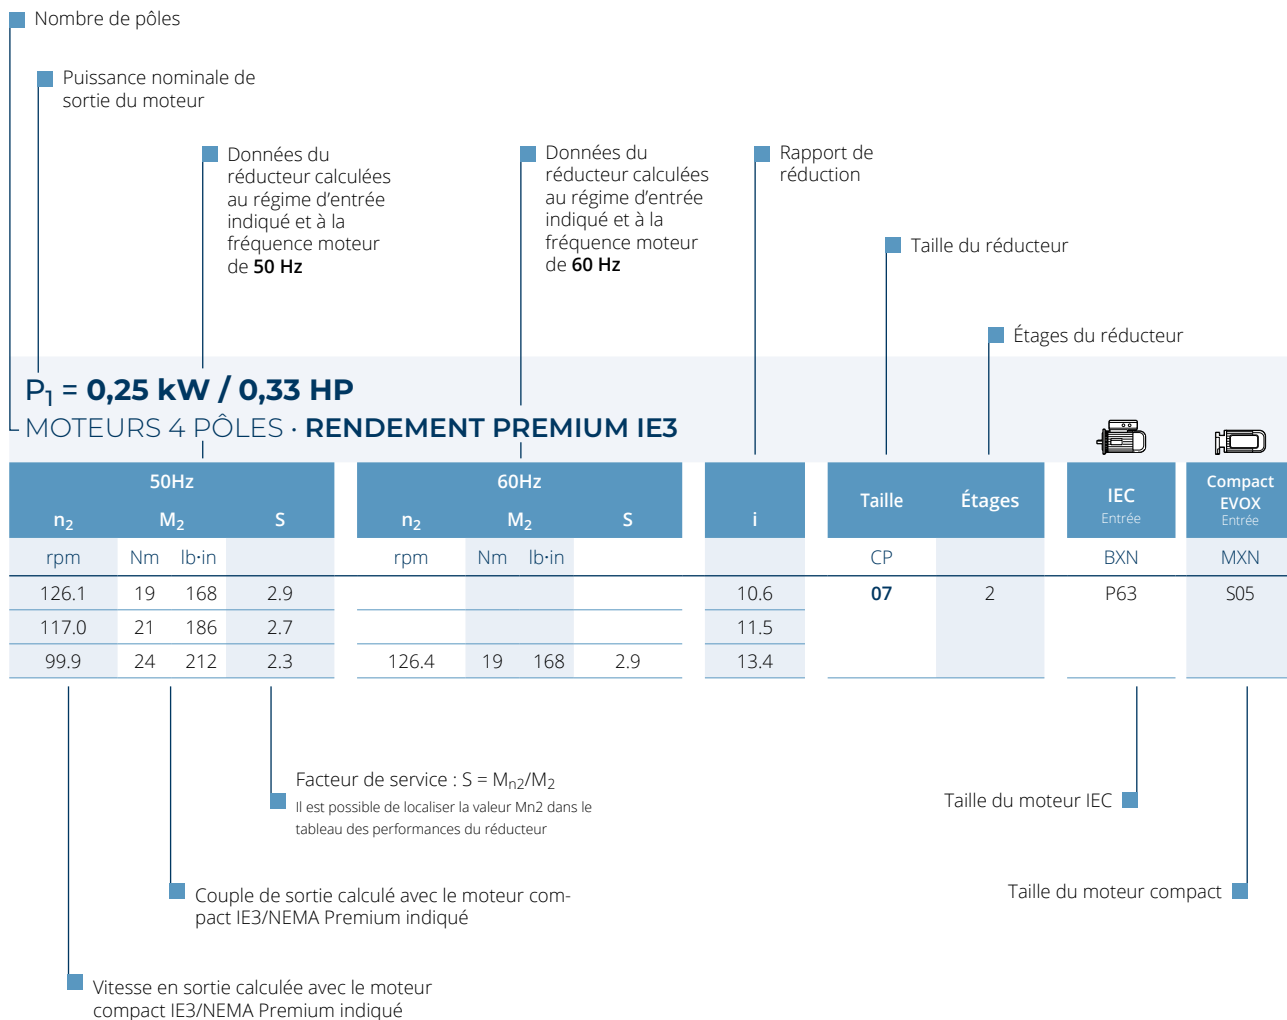 Nombre de pôles
Puissance nominale de
sortie du moteur
Données du
réducteur calculées
au régime d'entrée
indiqué et à la
fréquence moteur
de 50 Hz
Données du
réducteur calculées
au régime d'entrée
indiqué et à la
fréquence moteur
de 60 Hz
Rapport de
réduction
Taille du réducteur
Étages du réducteur
P1 = 0,25 kW / 0,33 HP
MOTEURS 4 PÔLES · RENDEMENT PREMIUM IE3
50Hz 60Hz i Taille Étages IEC Entrée Compact EVOX Entrée
n2 M2 S n2 M2 S
rpm Nm lb·in rpm Nm lb·in CP BXN MXN
126.1 19 168 2.9 10.6 07 2 P63 S05
117.0 21 186 2.7 11.5
99.9 24 212 2.3 126.4 19 168 2.9 13.4
Facteur de service : S = Mn2/M2
Il est possible de localiser la valeur Mn2 dans le
tableau des performances du réducteur
Taille du moteur IEC
Couple de sortie calculé avec le moteur com-
pact IE3/NEMA Premium indiqué
Taille du moteur compact
Vitesse en sortie calculée avec le moteur
compact IE3/NEMA Premium indiqué